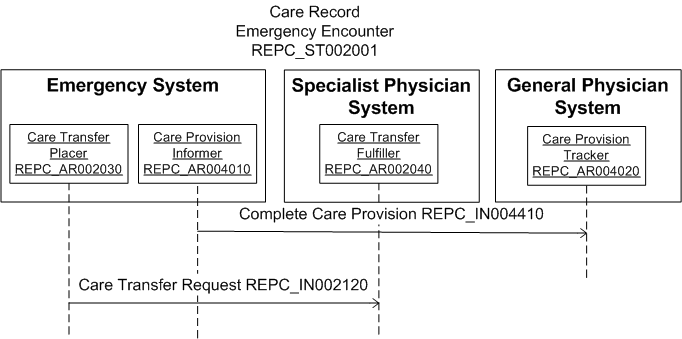 Care Record
Emergency Encounter
REPC_ST002001
Emergency System
Specialist Physician
System
General Physician
System
Care Transfer
Placer
REPC_AR002030
Care Provision
Informer
REPC_AR004010
Care Transfer
Fulfiller
REPC_AR002040
Care Provision
Tracker
REPC_AR004020
Complete Care Provision REPC_IN004410
Care Transfer Request REPC_IN002120